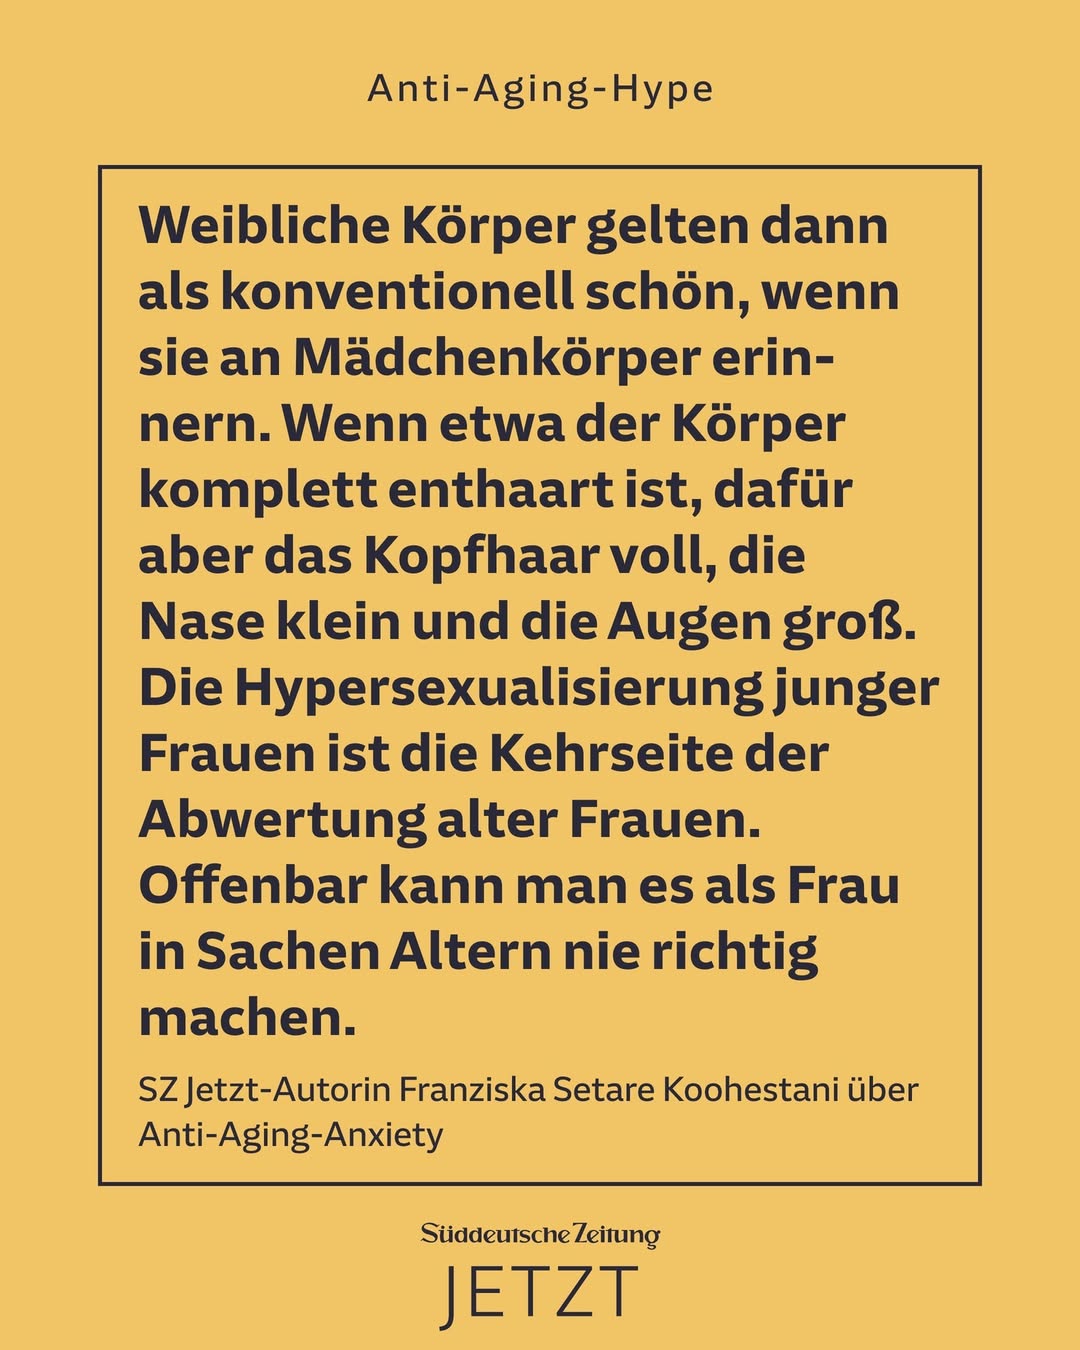 Anti-Aging-Hype
Weibliche Körper gelten dann
als konventionell schön, wenn
sie an Mädchenkörper erin-
nern. Wenn etwa der Körper
komplett enthaart ist, dafür
aber das Kopfhaar voll, die
Nase klein und die Augen groß.
Die Hypersexualisierung junger
Frauen ist die Kehrseite der
Abwertung alter Frauen.
Offenbar kann man es als Frau
in Sachen Altern nie richtig
machen.
SZ Jetzt-Autorin Franziska Setare Koohestani über
Anti-Aging-Anxiety
Süddeutsche Zeitung
JETZT